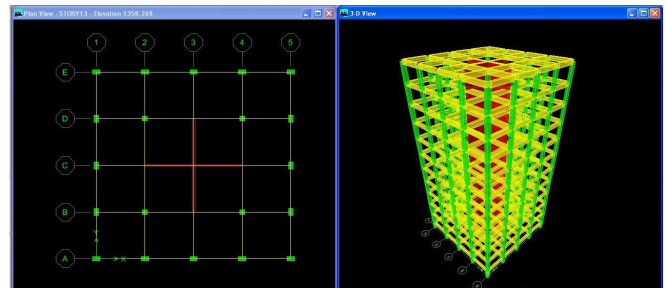 Plan View - STORY13 - Elevation 1358.268
3-D View
1 2 3 4 5
E
D
C
B
Y
A
X